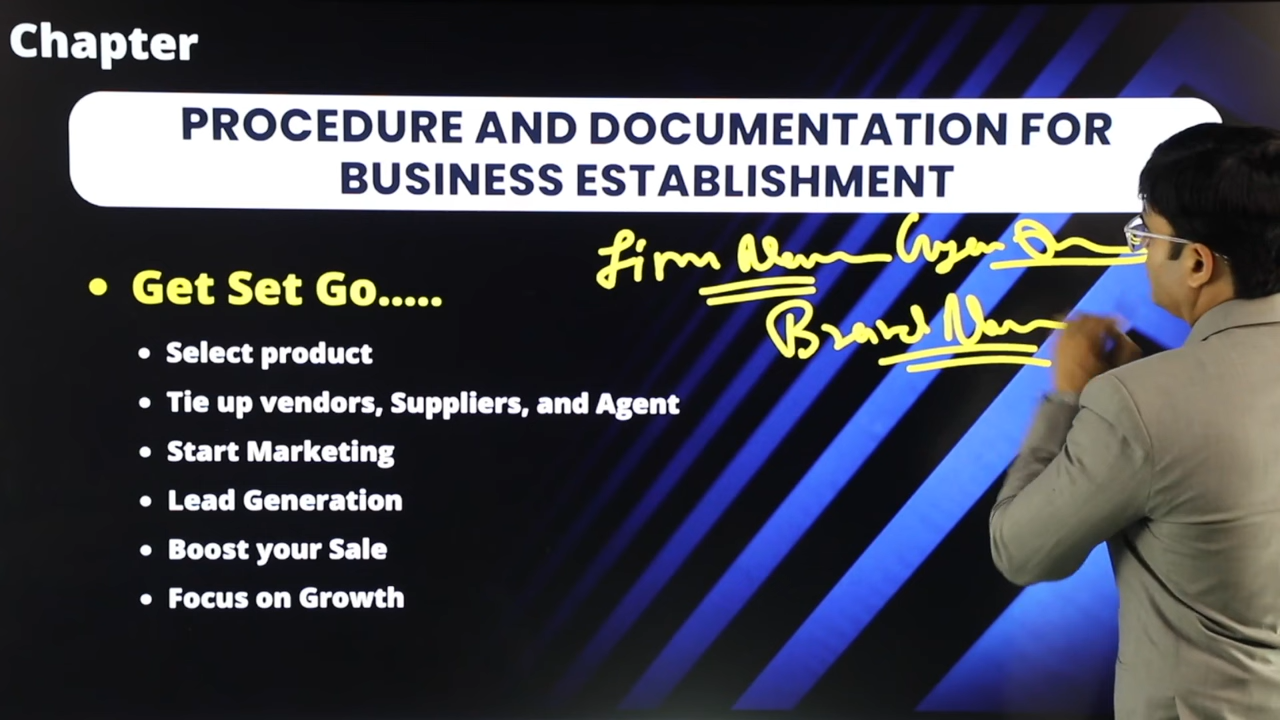 Chapter
PROCEDURE AND DOCUMENTATION FOR
BUSINESS ESTABLISHMENT
Firm Name
Brand Name
• Get Set Go.....
• Select product
• Tie up vendors, Suppliers, and Agent
• Start Marketing
• Lead Generation
• Boost your Sale
• Focus on Growth